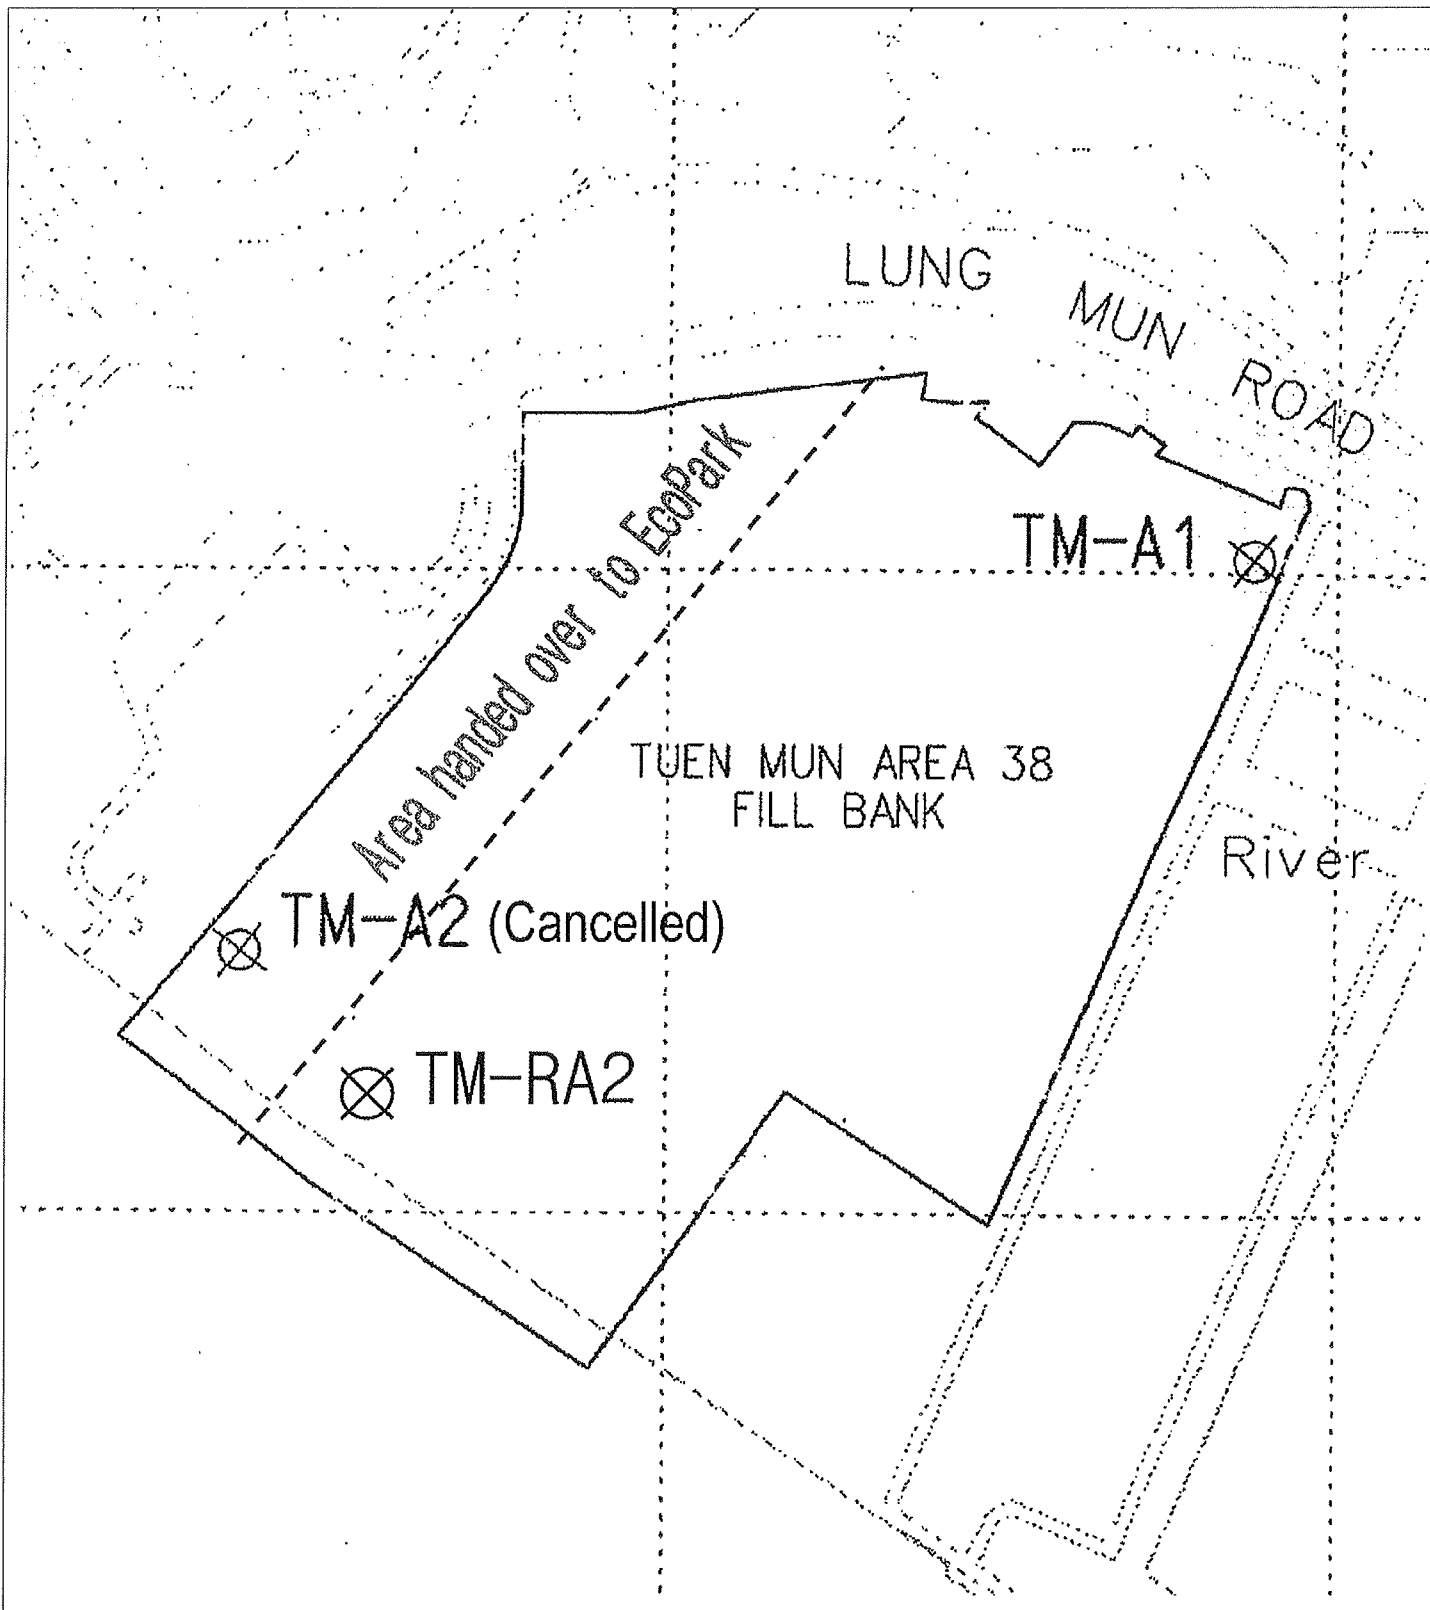 LUNG MUN ROAD
TM-A1
Area handed over to EcoPark
TUEN MUN AREA 38
FILL BANK
River
TM-A2 (Cancelled)
TM-RA2